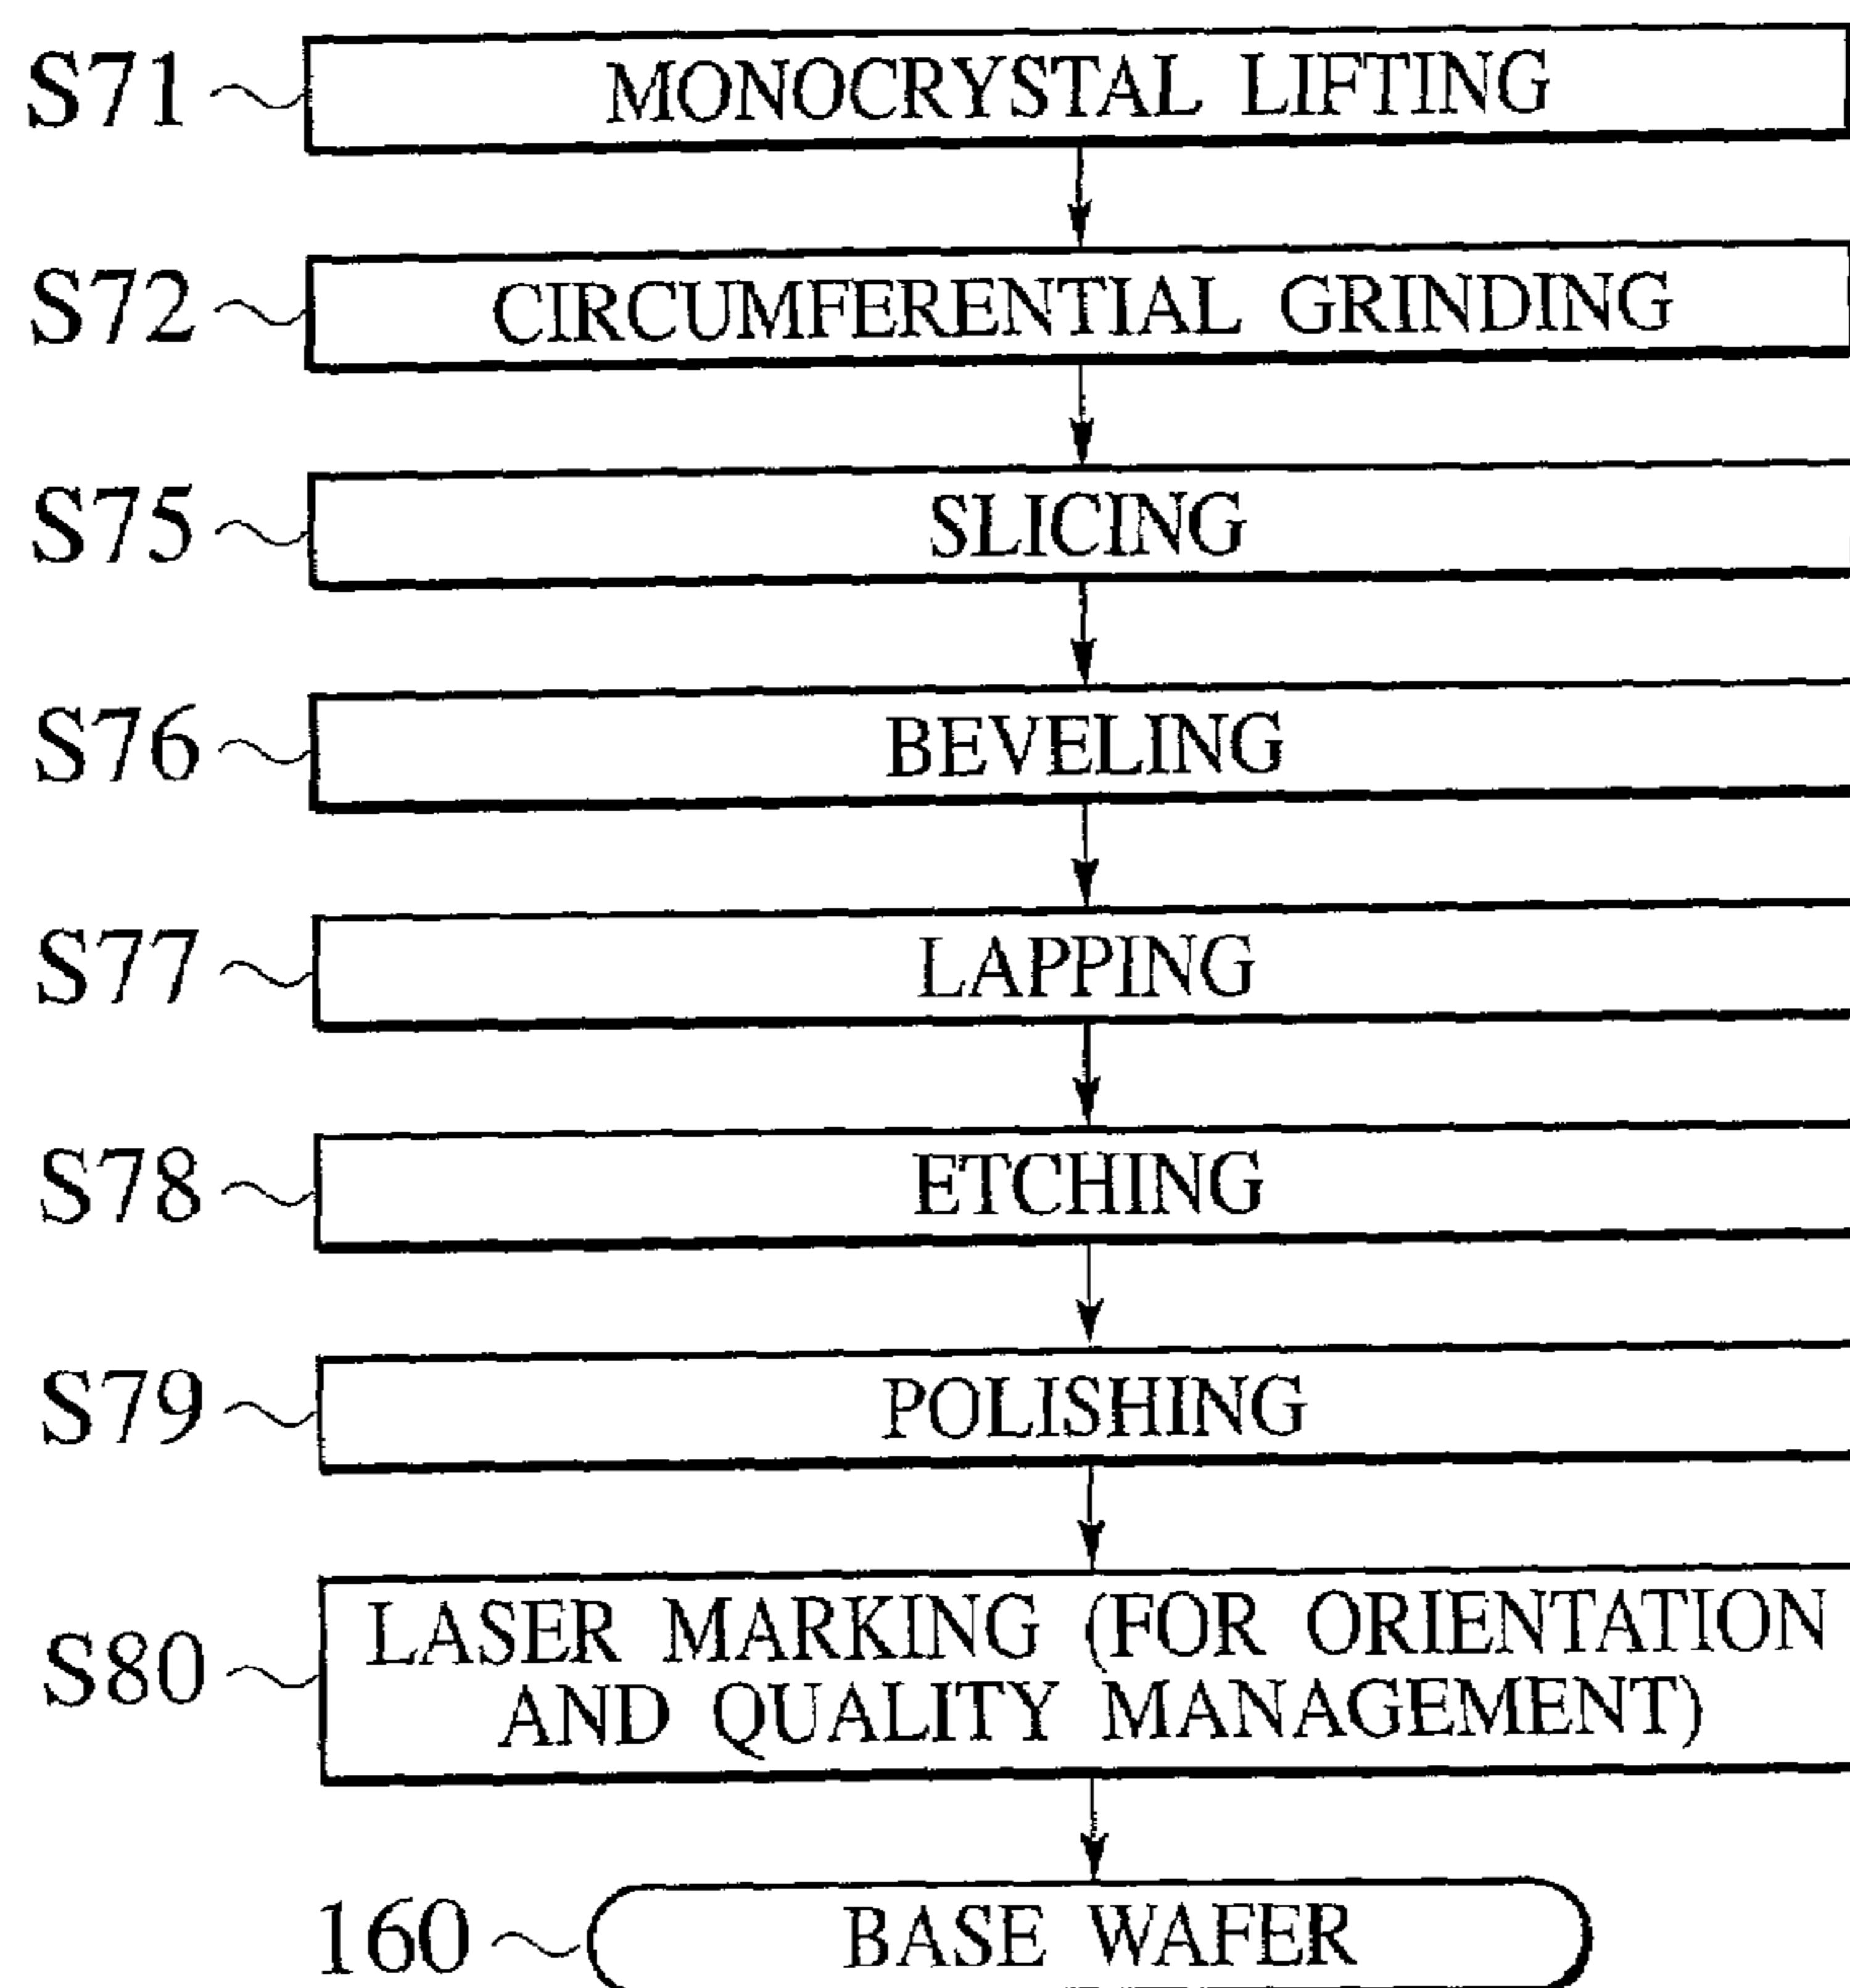 S71 MONOCRYSTAL LIFTING
S72 CIRCUMFERENTIAL GRINDING
S75 SLICING
S76 BEVELING
S77 LAPPING
S78 ETCHING
S79 POLISHING
S80 LASER MARKING (FOR ORIENTATION
AND QUALITY MANAGEMENT)
160 BASE WAFER